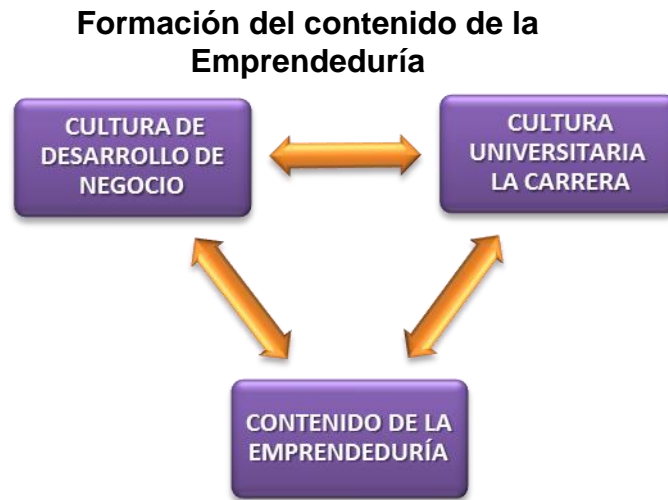 Formación del contenido de la
Emprendeduría
CULTURA DE
DESARROLLO DE
NEGOCIO
CULTURA
UNIVERSITARIA
LA CARRERA
CONTENIDO DE LA
EMPRENDEDURÍA